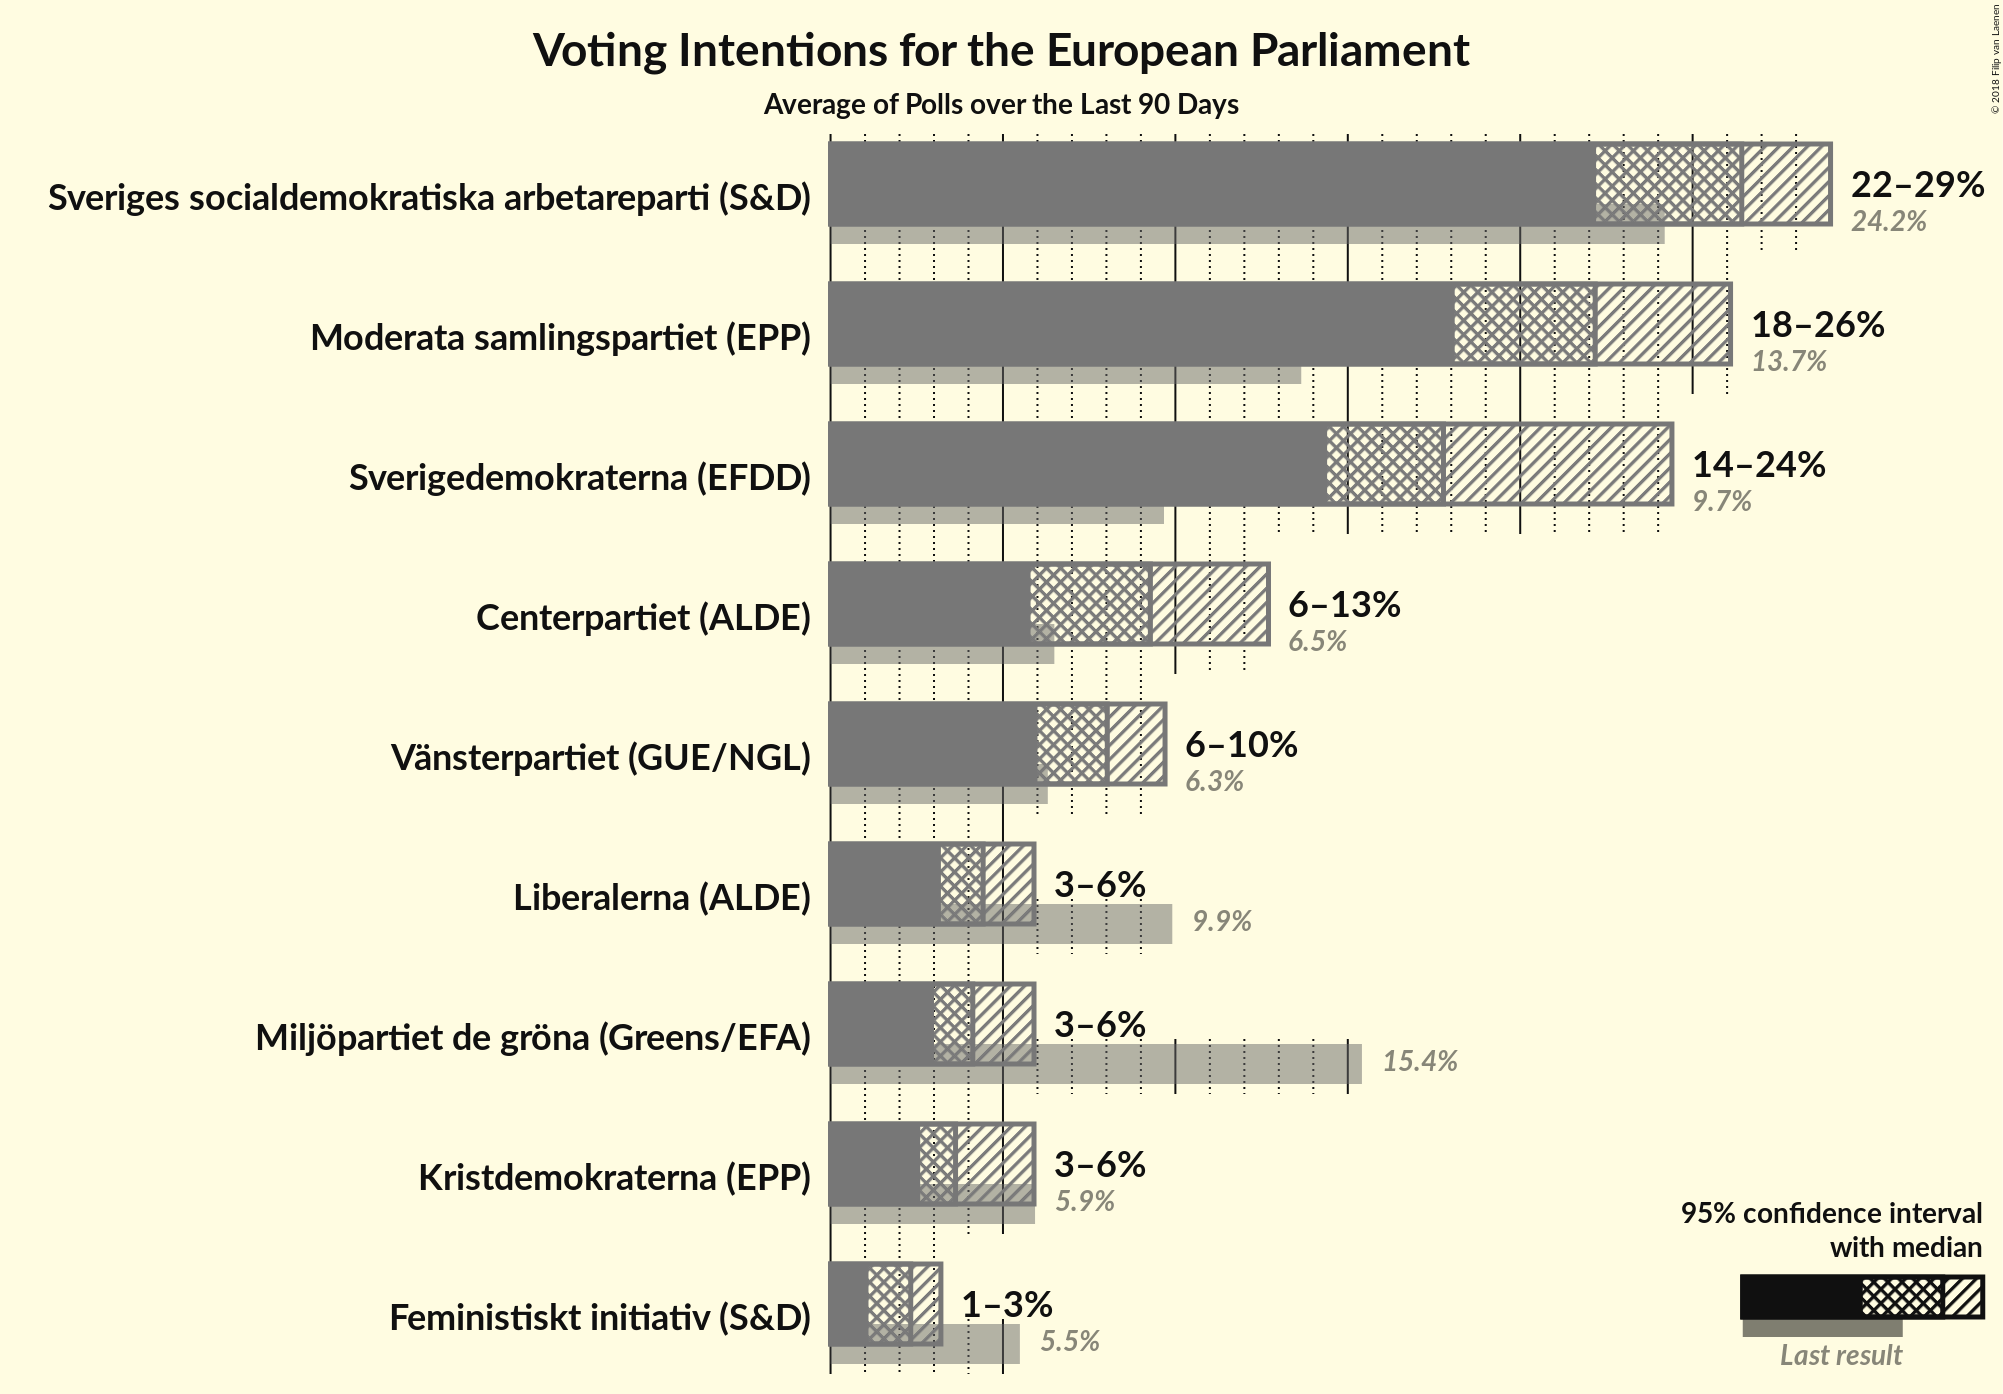 Voting Intentions for the European Parliament
Average of Polls over the Last 90 Days
© 2018 Filip van Laenen
Sveriges socialdemokratiska arbetareparti (S&D)
22–29%
24.2%
Moderata samlingspartiet (EPP)
18–26%
13.7%
Sverigedemokraterna (EFDD)
14–24%
9.7%
Centerpartiet (ALDE)
6–13%
6.5%
Vänsterpartiet (GUE/NGL)
6–10%
6.3%
Liberalerna (ALDE)
3–6%
9.9%
Miljöpartiet de gröna (Greens/EFA)
3–6%
15.4%
Kristdemokraterna (EPP)
3–6%
5.9%
Feministiskt initiativ (S&D)
1–3%
5.5%
95% confidence interval
with median
Last result